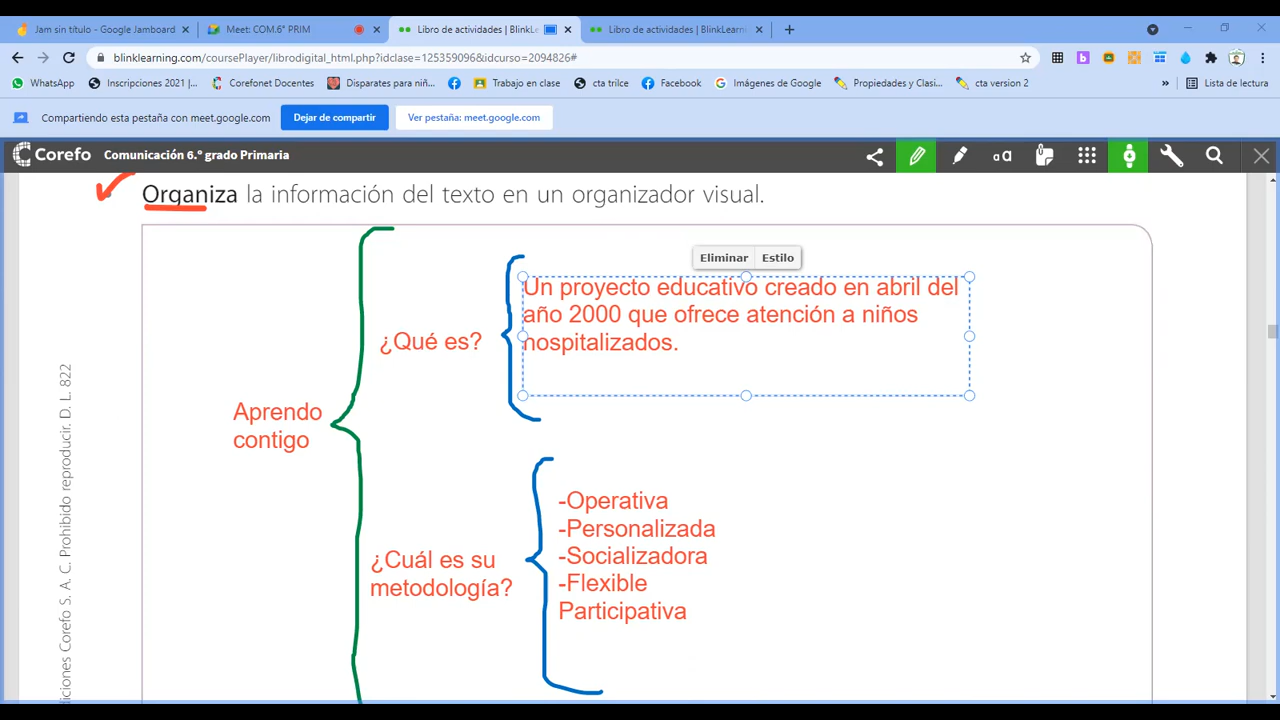 Jam sin título - Google Jamboard
Meet: COM.6° PRIM
Libro de actividades | BlinkLe
Libro de actividades | BlinkLearni
blinklearning.com/coursePlayer/librodigital_html.php?idclase=125359096&idcurso=2094826#
WhatsApp
Inscripciones 2021 |...
Corefonet Docentes
Disparates para niñ...
Trabajo en clase
cta trilce
Facebook
Imágenes de Google
Propiedades y Clasi...
cta version 2
»
Lista de lectura
Compartiendo esta pestaña con meet.google.com
Dejar de compartir
Ver pestaña: meet.google.com
Corefo
Comunicación 6.º grado Primaria
aA
Organiza la información del texto en un organizador visual.
Eliminar
Estilo
Un proyecto educativo creado en abril del
año 2000 que ofrece atención a niños
hospitalizados.
¿Qué es?
Aprendo
contigo
¿Cuál es su
metodología?
-Operativa
-Personalizada
-Socializadora
-Flexible
Participativa
diciones Corefo S. A. C. Prohibido reproducir. D. L. 822